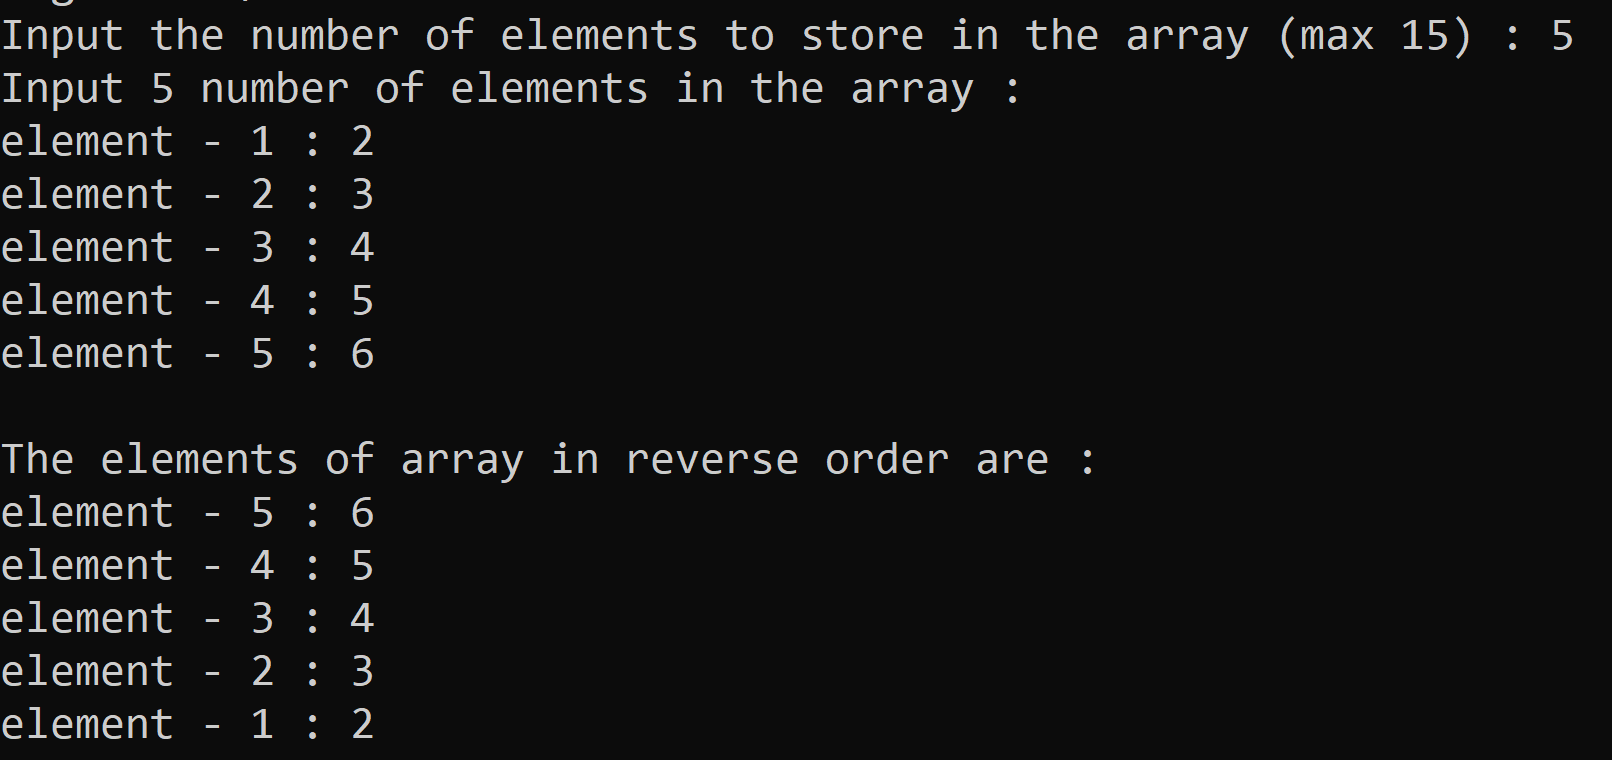 Input the number of elements to store in the array (max 15) : 5
Input 5 number of elements in the array :
element - 1 : 2
element - 2 : 3
element - 3 : 4
element - 4 : 5
element - 5 : 6
The elements of array in reverse order are :
element - 5 : 6
element - 4 : 5
element - 3 : 4
element - 2 : 3
element - 1 : 2